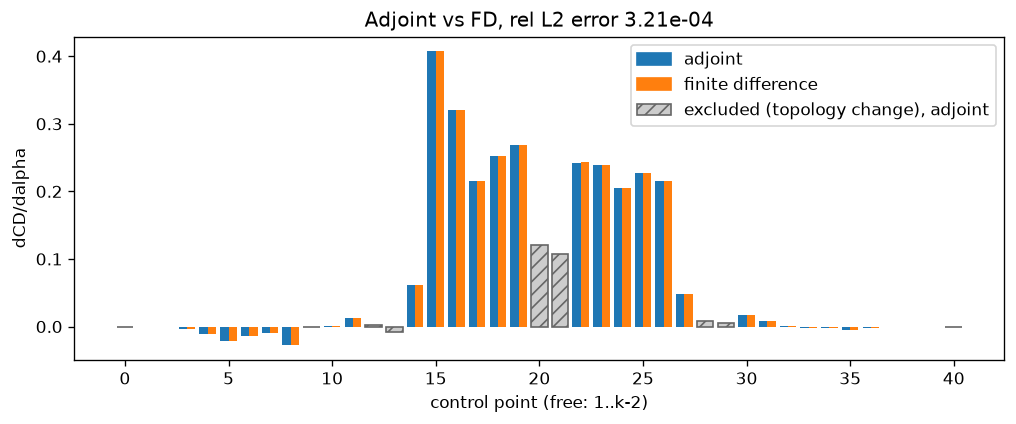 Adjoint vs FD, rel L2 error 3.21e-04
adjoint
finite difference
excluded (topology change), adjoint
dCD/dalpha
0.4
0.3
0.2
0.1
0.0
0 5 10 15 20 25 30 35 40
control point (free: 1..k-2)